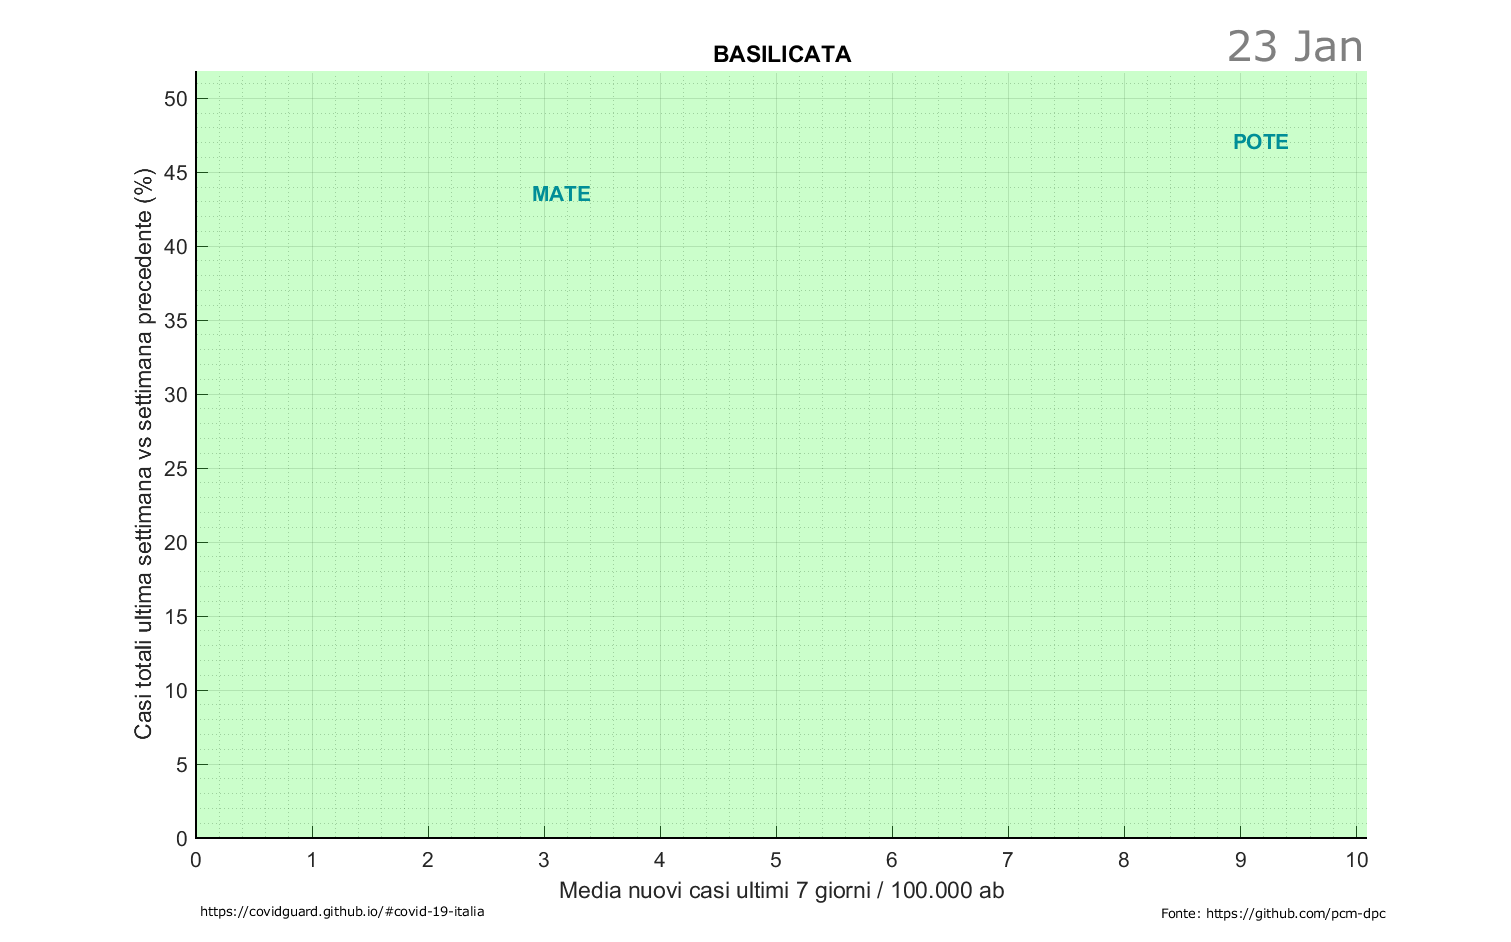 23 Jan
BASILICATA
50
45
40
35
30
25
20
15
10
5
0
Casi totali ultima settimana vs settimana precedente (%)
POTE
MATE
0 1 2 3 4 5 6 7 8 9 10
Media nuovi casi ultimi 7 giorni / 100.000 ab
https://covidguard.github.io/#covid-19-italia
Fonte: https://github.com/pcm-dpc